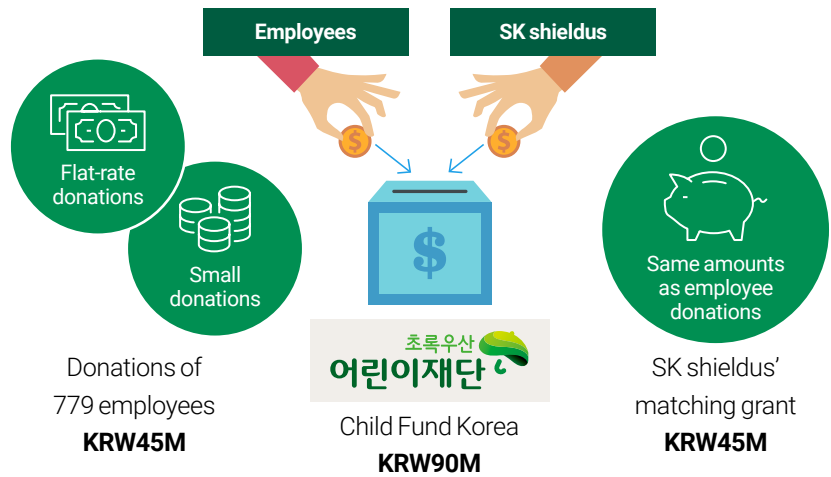 Employees
SK shieldus
$
$
Flat-rate
donations
Small
donations
$
Same amounts
as employee
donations
초록우산
어린이재단
Donations of
779 employees
KRW45M
Child Fund Korea
KRW90M
SK shieldus’
matching grant
KRW45M